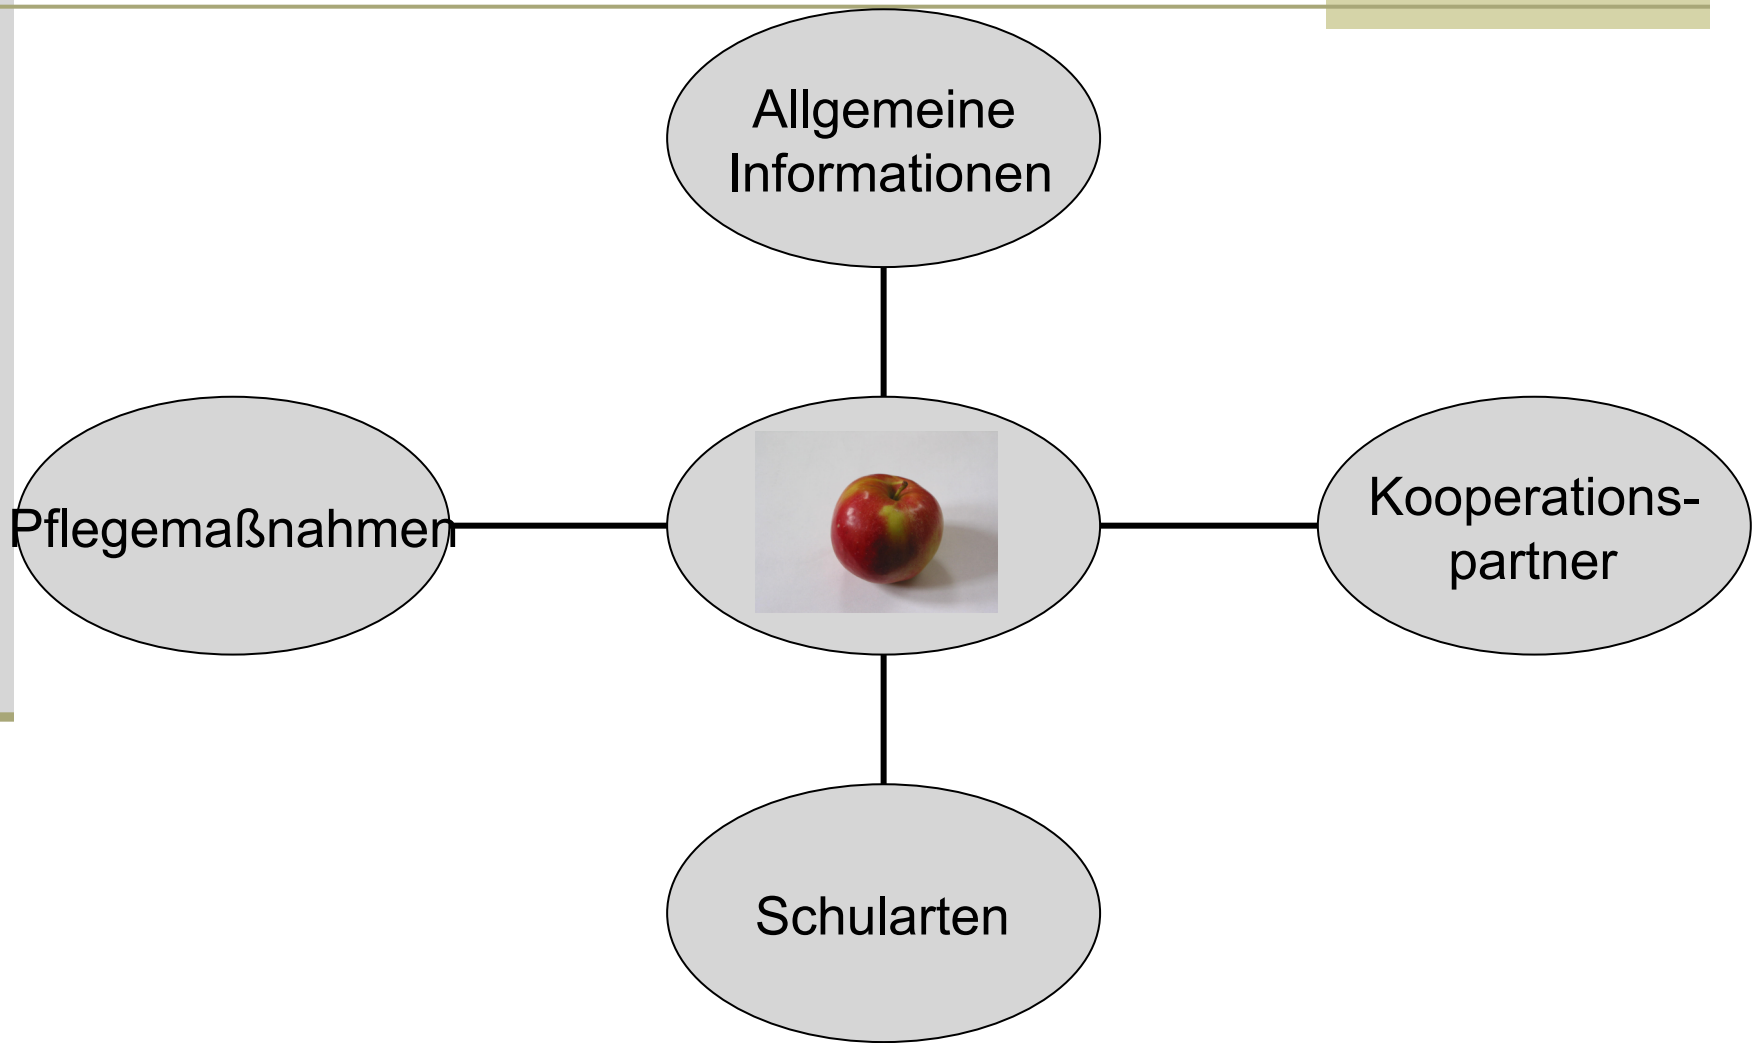 Allgemeine
Informationen
Pflegemaßnahmen
Kooperations-
partner
Schularten